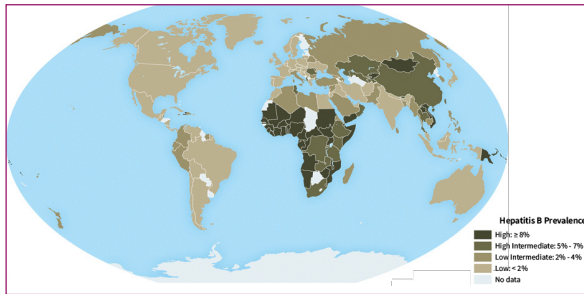 Hepatitis B Prevalence
High: ≥ 8%
High Intermediate: 5% - 7%
Low Intermediate: 2% - 4%
Low: < 2%
No data